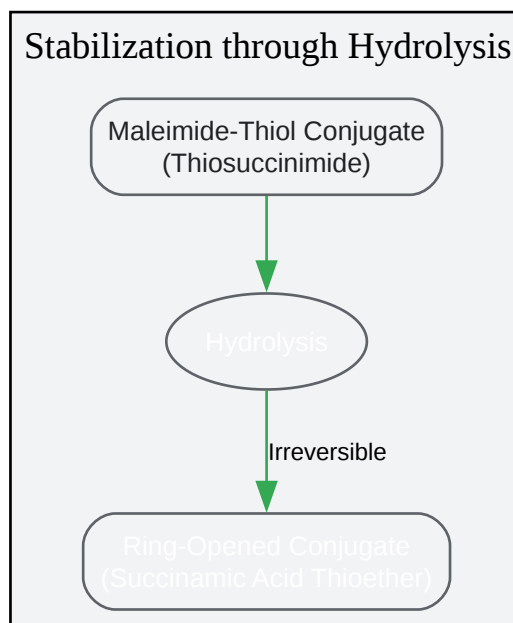 Stabilization through Hydrolysis
Maleimide-Thiol Conjugate
(Thiosuccinimide)
Hydrolysis
Irreversible
Ring-Opened Conjugate
(Succinamic Acid Thioether)